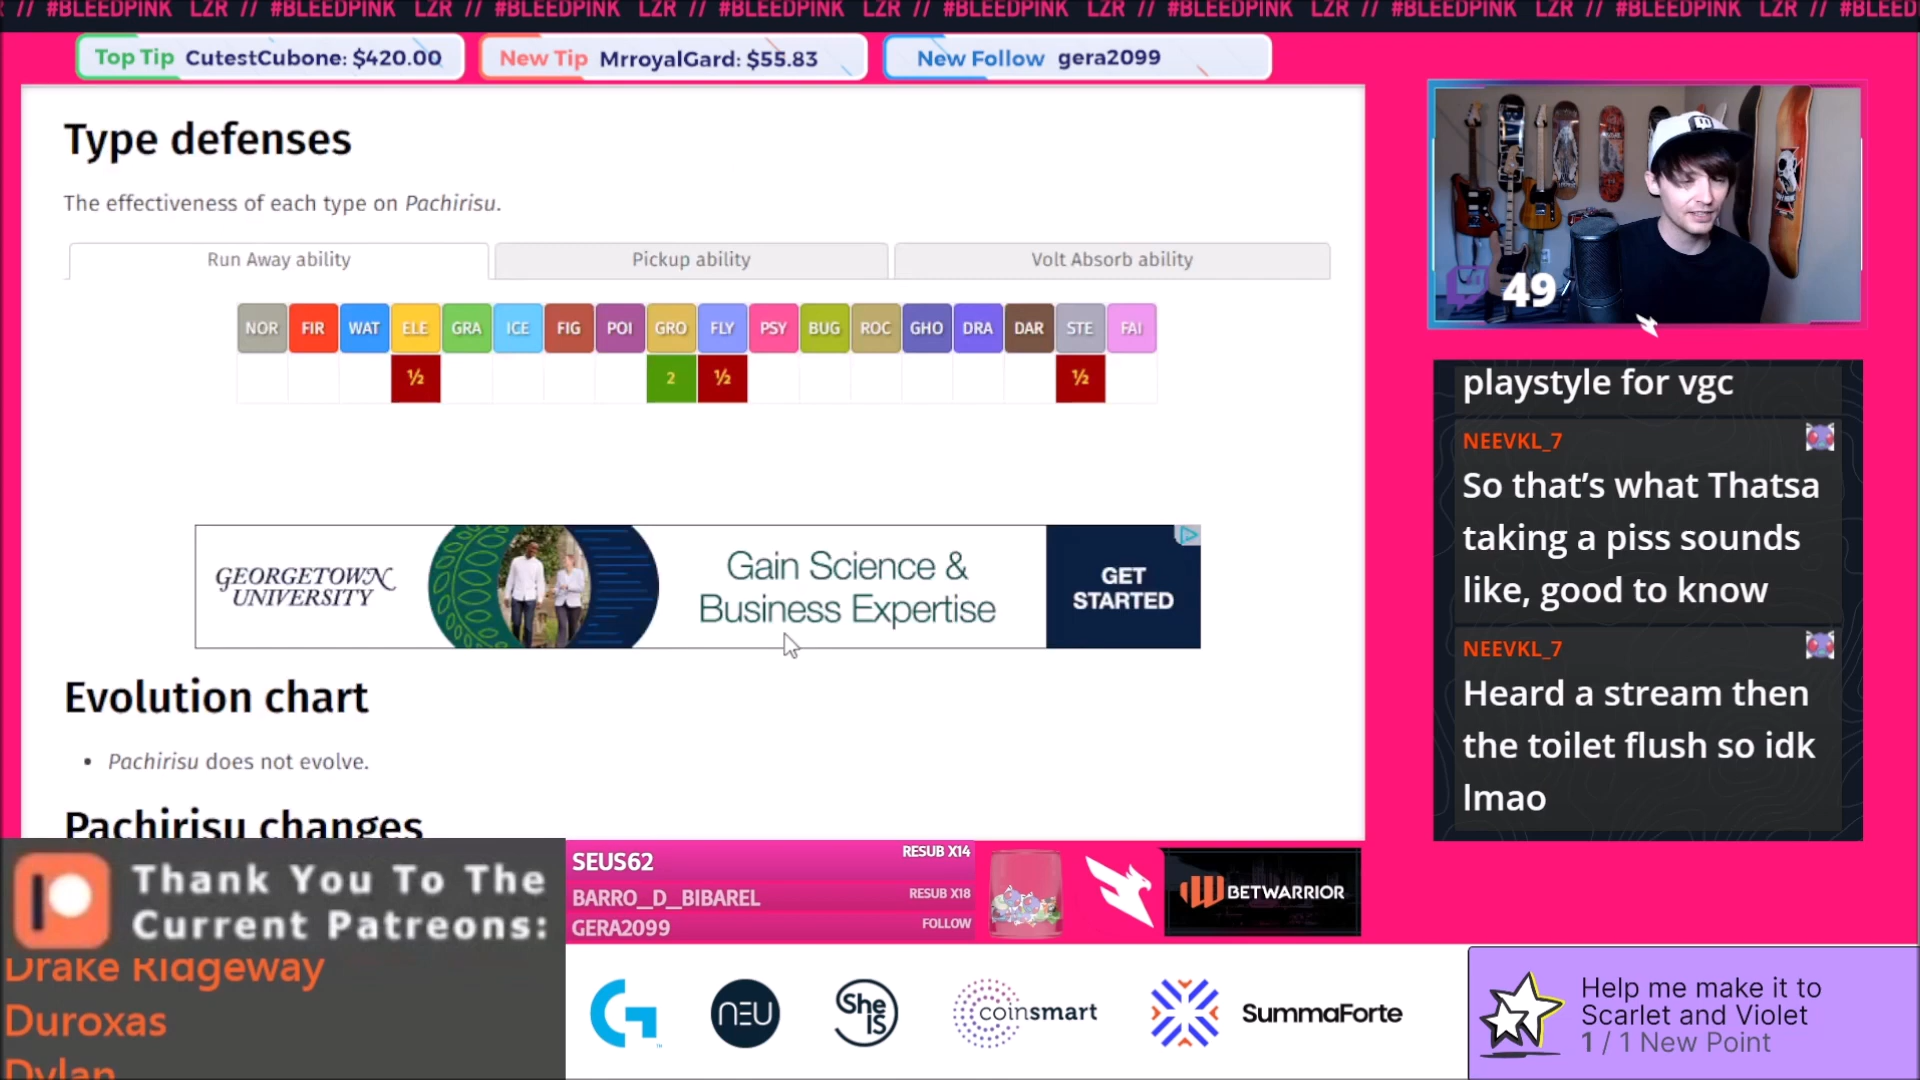 // #BLEEDPINK LZR // #BLEEDPINK LZR // #BLEEDPINK LZR // #BLEEDPINK LZR // #BLEEDPINK LZR // #BLEEDPINK LZR // #BLEEDPINK LZR // #BLEEDPINK LZR // #BLEED
Top Tip CutestCubone: $420.00
New Tip MrroyalGard: $55.83
New Follow gera2099
Type defenses
The effectiveness of each type on Pachirisu.
Run Away ability
Pickup ability
Volt Absorb ability
NOR FIR WAT ELE GRA ICE FIG POI GRO FLY PSY BUG ROC GHO DRA DAR STE FAI
½ 2 ½ ½
GEORGETOWN
UNIVERSITY
Gain Science &
Business Expertise
GET
STARTED
Evolution chart
• Pachirisu does not evolve.
Pachirisu changes
49
playstyle for vgc
NEEVKL_7
So that's what Thatsa
taking a piss sounds
like, good to know
NEEVKL_7
Heard a stream then
the toilet flush so idk
lmao
Thank You To The
Current Patreons:
Drake Ridgeway
Duroxas
Dylan
SEUS62 RESUB X14
BARRO_D_BIBAREL RESUB X18
GERA2099 FOLLOW
BETWARRIOR
G
NEU
She
IS
coinsmart
SummaForte
Help me make it to
Scarlet and Violet
1 / 1 New Point